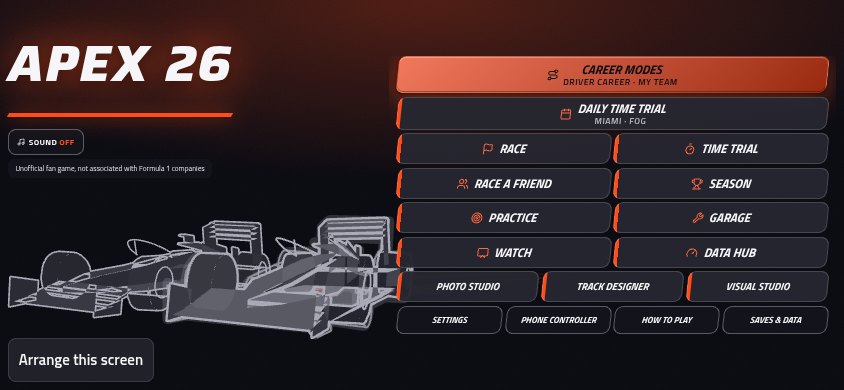 APEX 26
SOUND OFF
Unofficial fan game, not associated with Formula 1 companies
CAREER MODES
DRIVER CAREER · MY TEAM
DAILY TIME TRIAL
MIAMI · FOG
RACE
TIME TRIAL
RACE A FRIEND
SEASON
PRACTICE
GARAGE
WATCH
DATA HUB
PHOTO STUDIO
TRACK DESIGNER
VISUAL STUDIO
SETTINGS
PHONE CONTROLLER
HOW TO PLAY
SAVES & DATA
Arrange this screen